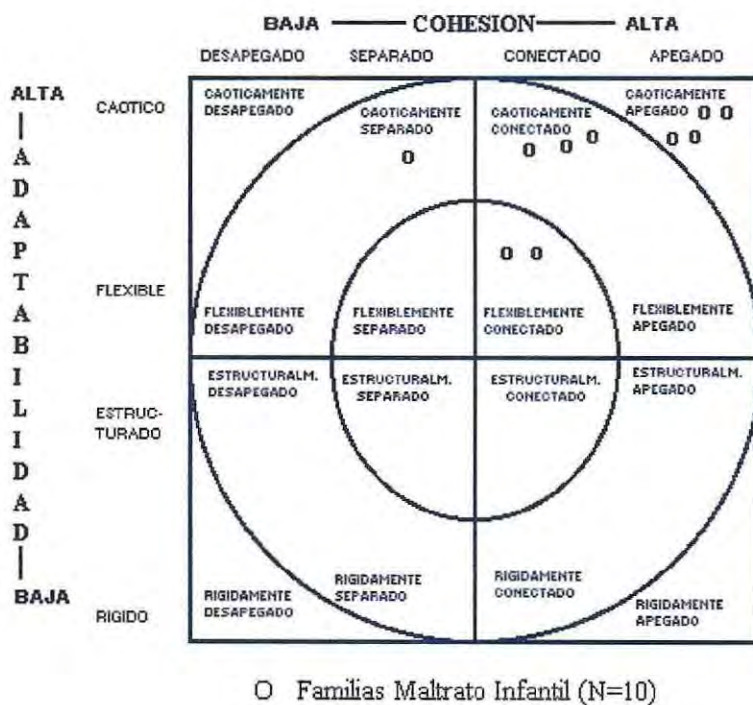 BAJA COHESION ALTA
DESAPEGADO SEPARADO CONECTADO APEGADO
ALTA
ADAPTABILIDAD
BAJA
CAOTICO
CAOTICAMENTE
DESAPEGADO
CAOTICAMENTE
SEPARADO
O
CAOTICAMENTE
CONECTADO
O O O
CAOTICAMENTE
APEGADO O O
O O
FLEXIBLE
O O
FLEXIBLEMENTE
DESAPEGADO
FLEXIBLEMENTE
SEPARADO
FLEXIBLEMENTE
CONECTADO
FLEXIBLEMENTE
APEGADO
ESTRUC-
TURADO
ESTRUCTURALM.
DESAPEGADO
ESTRUCTURALM.
SEPARADO
ESTRUCTURALM.
CONECTADO
ESTRUCTURALM.
APEGADO
RIGIDO
RIGIDAMENTE
DESAPEGADO
RIGIDAMENTE
SEPARADO
RIGIDAMENTE
CONECTADO
RIGIDAMENTE
APEGADO
O Familias Maltrato Infantil (N=10)